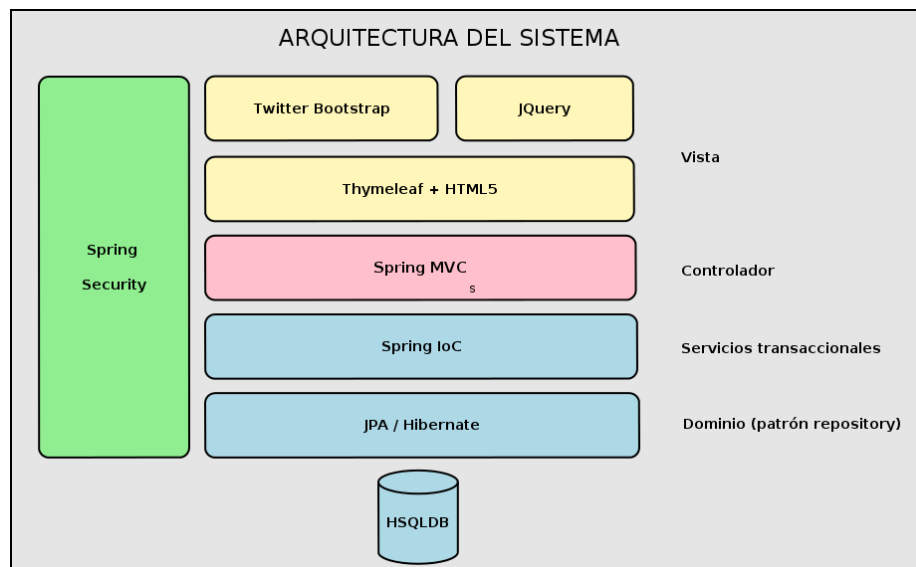 ARQUITECTURA DEL SISTEMA
Twitter Bootstrap
JQuery
Vista
Thymeleaf + HTML5
Spring
Security
Spring MVC
s
Controlador
Spring IoC
Servicios transaccionales
JPA / Hibernate
Dominio (patrón repository)
HSQLDB